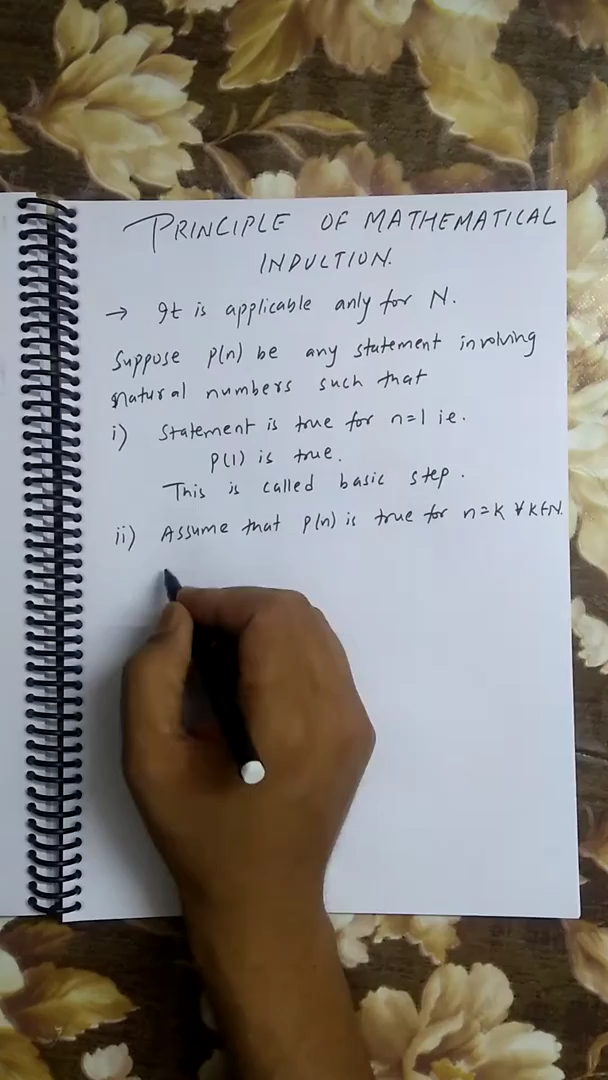 PRINCIPLE OF MATHEMATICAL
INDUCTION.
→ It is applicable only for N.
Suppose P(n) be any statement involving
natural numbers such that
i) Statement is true for n=1 ie.
P(1) is true.
This is called basic step.
ii) Assume that P(n) is true for n=k ∀ k∈N.